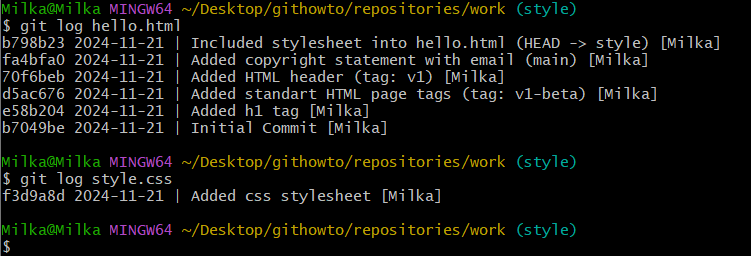 Milka@Milka MINGW64 ~/Desktop/githowto/repositories/work (style)
$ git log hello.html
b798b23 2024-11-21 | Included stylesheet into hello.html (HEAD -> style) [Milka]
fa4bfa0 2024-11-21 | Added copyright statement with email (main) [Milka]
70f6beb 2024-11-21 | Added HTML header (tag: v1) [Milka]
d5ac676 2024-11-21 | Added standart HTML page tags (tag: v1-beta) [Milka]
e58b204 2024-11-21 | Added h1 tag [Milka]
b7049be 2024-11-21 | Initial Commit [Milka]
Milka@Milka MINGW64 ~/Desktop/githowto/repositories/work (style)
$ git log style.css
f3d9a8d 2024-11-21 | Added css stylesheet [Milka]
Milka@Milka MINGW64 ~/Desktop/githowto/repositories/work (style)
$